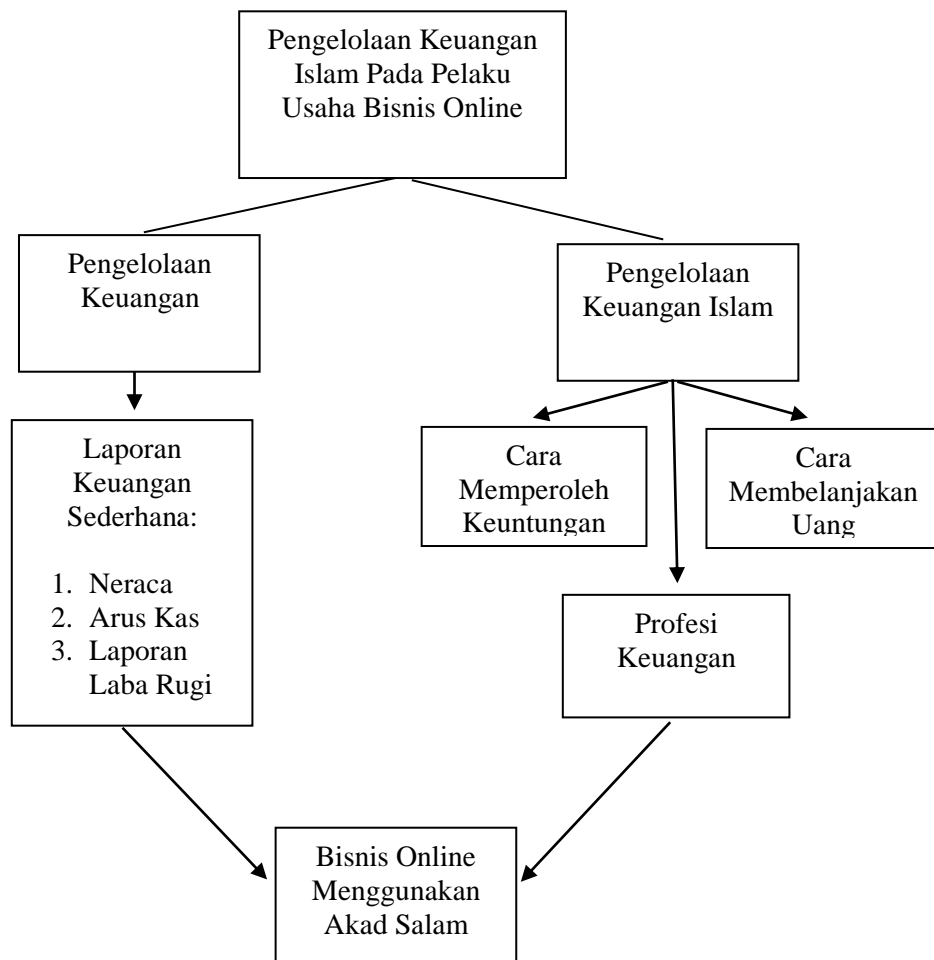 Pengelolaan Keuangan
Islam Pada Pelaku
Usaha Bisnis Online
Pengelolaan
Keuangan
Pengelolaan
Keuangan Islam
Laporan
Keuangan
Sederhana:
1. Neraca
2. Arus Kas
3. Laporan
Laba Rugi
Cara
Memperoleh
Keuntungan
Cara
Membelanjakan
Uang
Profesi
Keuangan
Bisnis Online
Menggunakan
Akad Salam